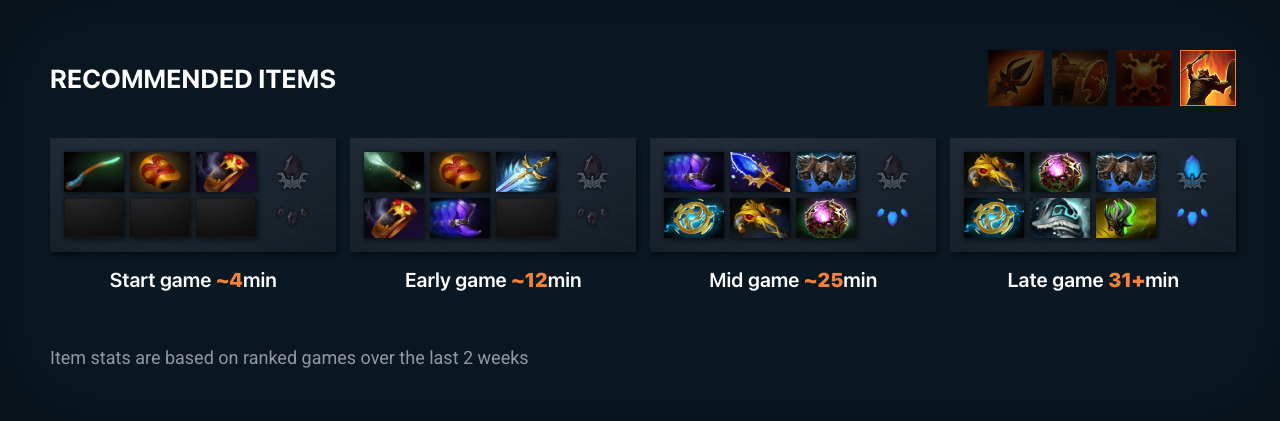 RECOMMENDED ITEMS
Start game ~4min
Early game ~12min
Mid game ~25min
Late game 31+min
Item stats are based on ranked games over the last 2 weeks